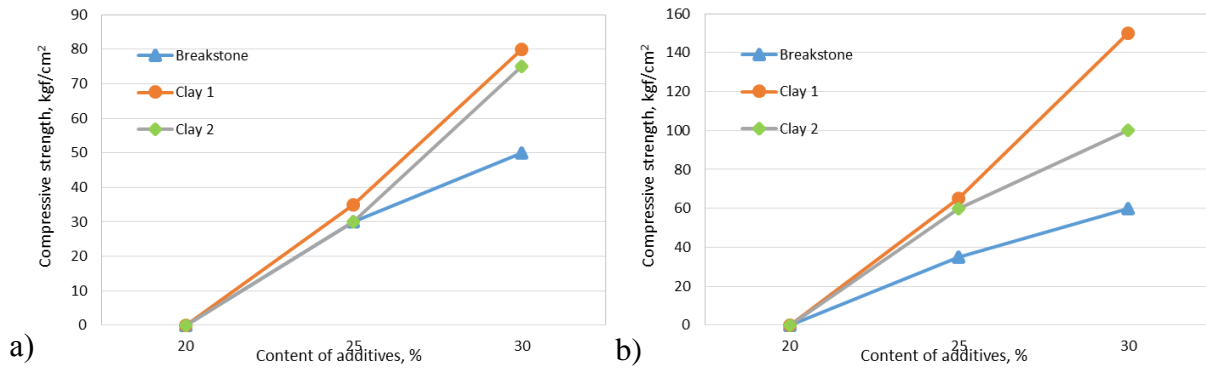 90
80
70
60
50
40
30
20
10
0
Compressive strength, kgf/cm²
Breakstone
Clay 1
Clay 2
20
25
30
Content of additives, %
a)
160
140
120
100
80
60
40
20
0
Compressive strength, kgf/cm²
Breakstone
Clay 1
Clay 2
20
25
30
Content of additives, %
b)